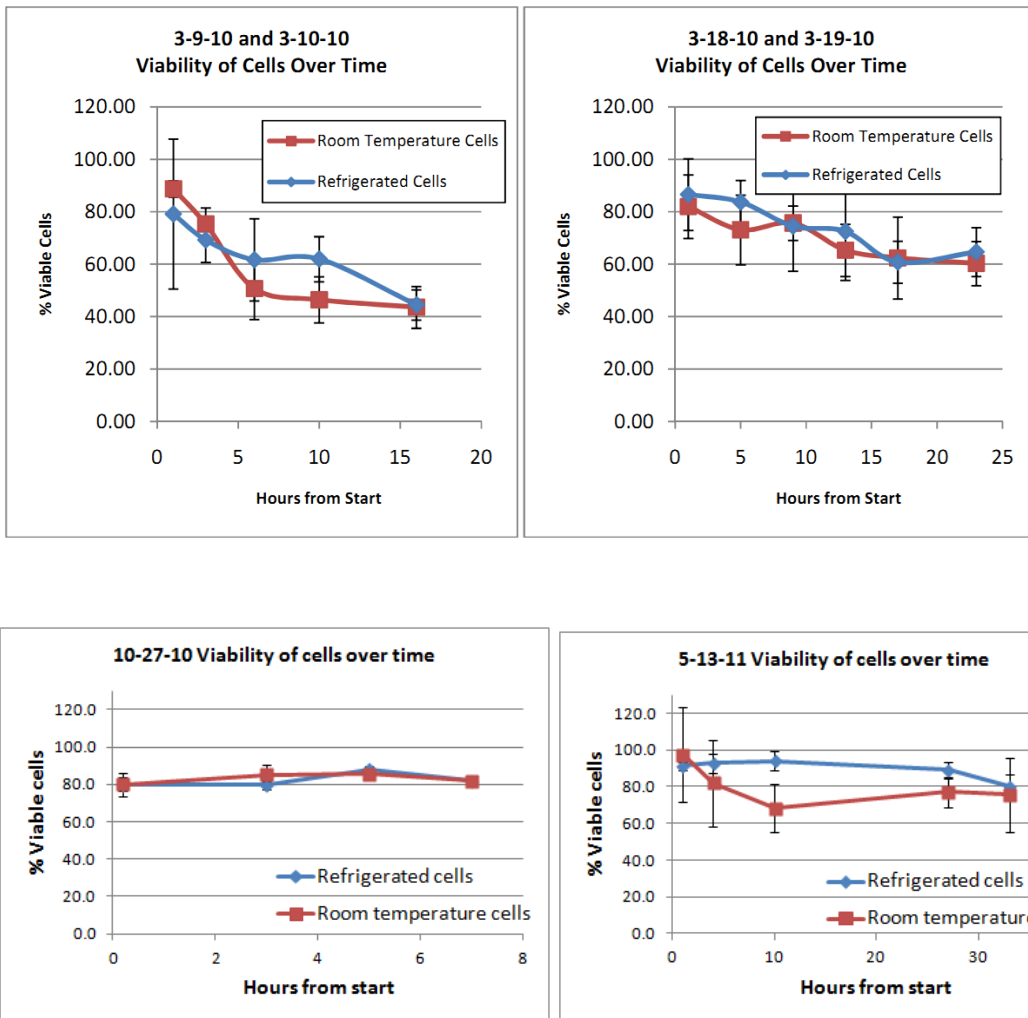 3-9-10 and 3-10-10
Viability of Cells Over Time
120.00
100.00
80.00
60.00
40.00
20.00
0.00
% Viable Cells
Room Temperature Cells
Refrigerated Cells
0 5 10 15 20
Hours from Start
3-18-10 and 3-19-10
Viability of Cells Over Time
120.00
100.00
80.00
60.00
40.00
20.00
0.00
% Viable Cells
Room Temperature Cells
Refrigerated Cells
0 5 10 15 20 25
Hours from Start
10-27-10 Viability of cells over time
120.0
100.0
80.0
60.0
40.0
20.0
0.0
% Viable cells
Refrigerated cells
Room temperature cells
0 2 4 6 8
Hours from start
5-13-11 Viability of cells over time
120.0
100.0
80.0
60.0
40.0
20.0
0.0
% Viable cells
Refrigerated cells
Room temperature
0 10 20 30
Hours from start